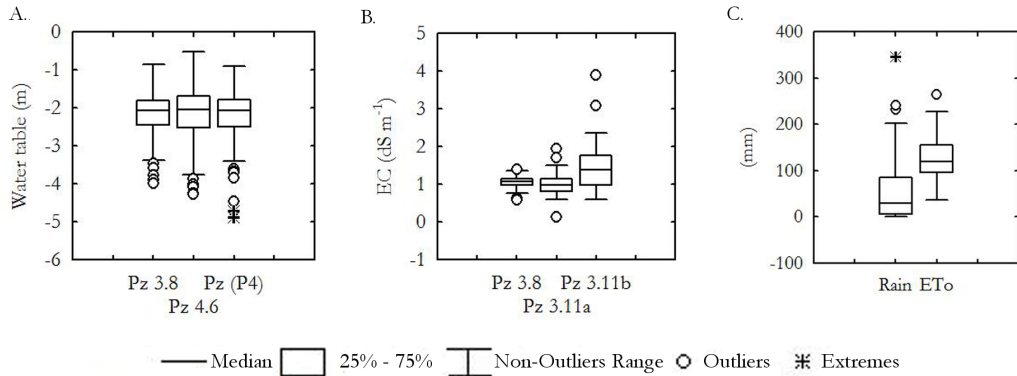 A.
B.
C.
Water table (m)
0
-1
-2
-3
-4
-5
-6
Pz 3.8 Pz (P4)
Pz 4.6
EC (dS m-1)
5
4
3
2
1
0
-1
Pz 3.8 Pz 3.11b
Pz 3.11a
(mm)
400
300
200
100
0
-100
Rain ETo
Median 25% - 75% Non-Outliers Range Outliers Extremes